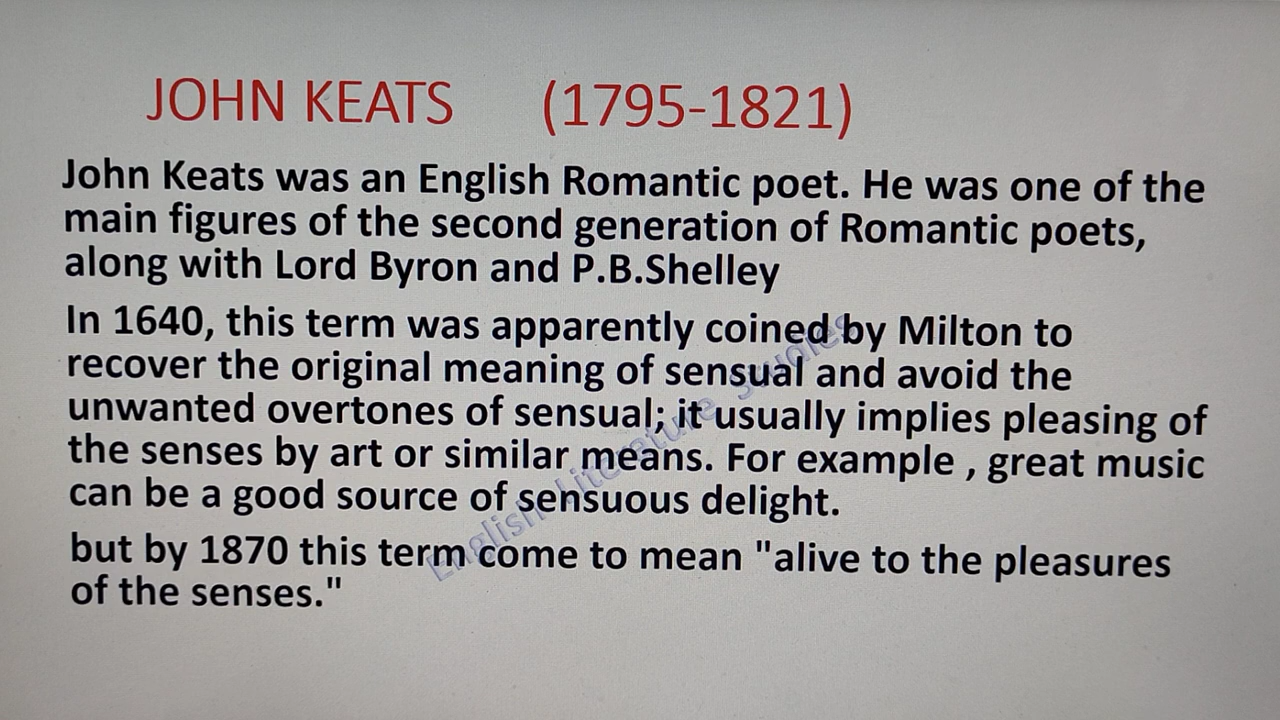 JOHN KEATS (1795-1821)
John Keats was an English Romantic poet. He was one of the
main figures of the second generation of Romantic poets,
along with Lord Byron and P.B.Shelley
In 1640, this term was apparently coined by Milton to
recover the original meaning of sensual and avoid the
unwanted overtones of sensual; it usually implies pleasing of
the senses by art or similar means. For example , great music
can be a good source of sensuous delight.
but by 1870 this term come to mean "alive to the pleasures
of the senses."
English Literature Studies